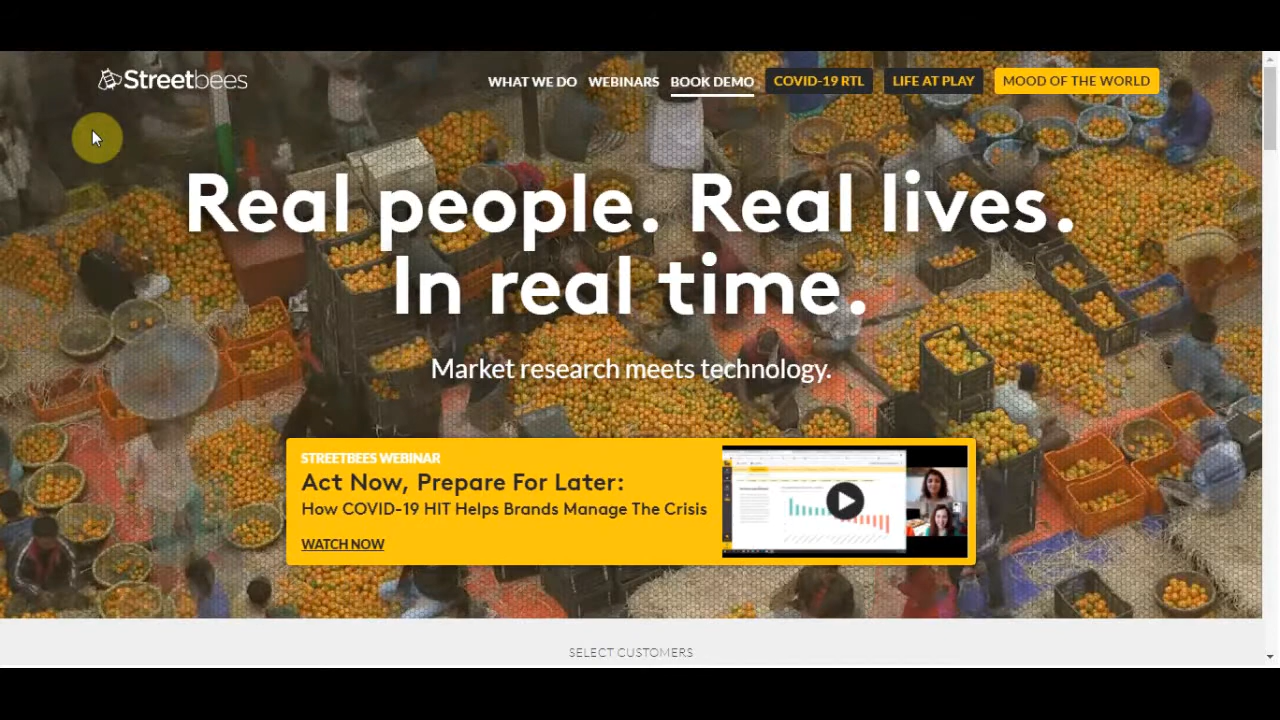 Streetbees
WHAT WE DO WEBINARS BOOK DEMO COVID-19 RTL LIFE AT PLAY MOOD OF THE WORLD
Real people. Real lives.
In real time.
Market research meets technology.
STREETBEES WEBINAR
Act Now, Prepare For Later:
How COVID-19 HIT Helps Brands Manage The Crisis
WATCH NOW
SELECT CUSTOMERS